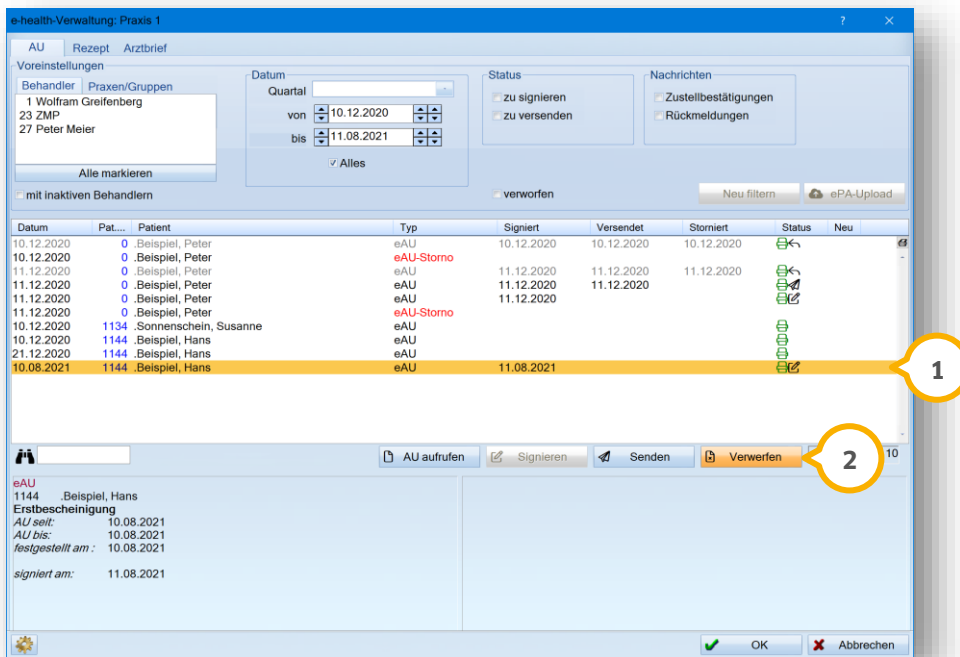 e-health-Verwaltung: Praxis 1 ? ×
AU Rezept Arztbrief
Voreinstellungen
Behandler Praxen/Gruppen
1 Wolfram Greifenberg
23 ZMP
27 Peter Meier
Alle markieren
mit inaktiven Behandlern
Datum
Quartal
von 10.12.2020
bis 11.08.2021
Alles
Status
zu signieren
zu versenden
verworfen
Nachrichten
Zustellbestätigungen
Rückmeldungen
Neu filtern ePA-Upload
Datum Pat.... Patient Typ Signiert Versendet Storniert Status Neu
10.12.2020 0 .Beispiel, Peter eAU 10.12.2020 10.12.2020 10.12.2020
10.12.2020 0 .Beispiel, Peter eAU-Storno
11.12.2020 0 .Beispiel, Peter eAU 11.12.2020 11.12.2020 11.12.2020
11.12.2020 0 .Beispiel, Peter eAU 11.12.2020 11.12.2020
11.12.2020 0 .Beispiel, Peter eAU 11.12.2020
11.12.2020 0 .Beispiel, Peter eAU-Storno
10.12.2020 1134 .Sonnenschein, Susanne eAU
10.12.2020 1144 .Beispiel, Hans eAU
21.12.2020 1144 .Beispiel, Hans eAU
10.08.2021 1144 .Beispiel, Hans eAU 11.08.2021
1
AU aufrufen Signieren Senden Verwerfen 10
2
eAU
1144 .Beispiel, Hans
Erstbescheinigung
AU seit: 10.08.2021
AU bis: 10.08.2021
festgestellt am : 10.08.2021
signiert am: 11.08.2021
OK Abbrechen